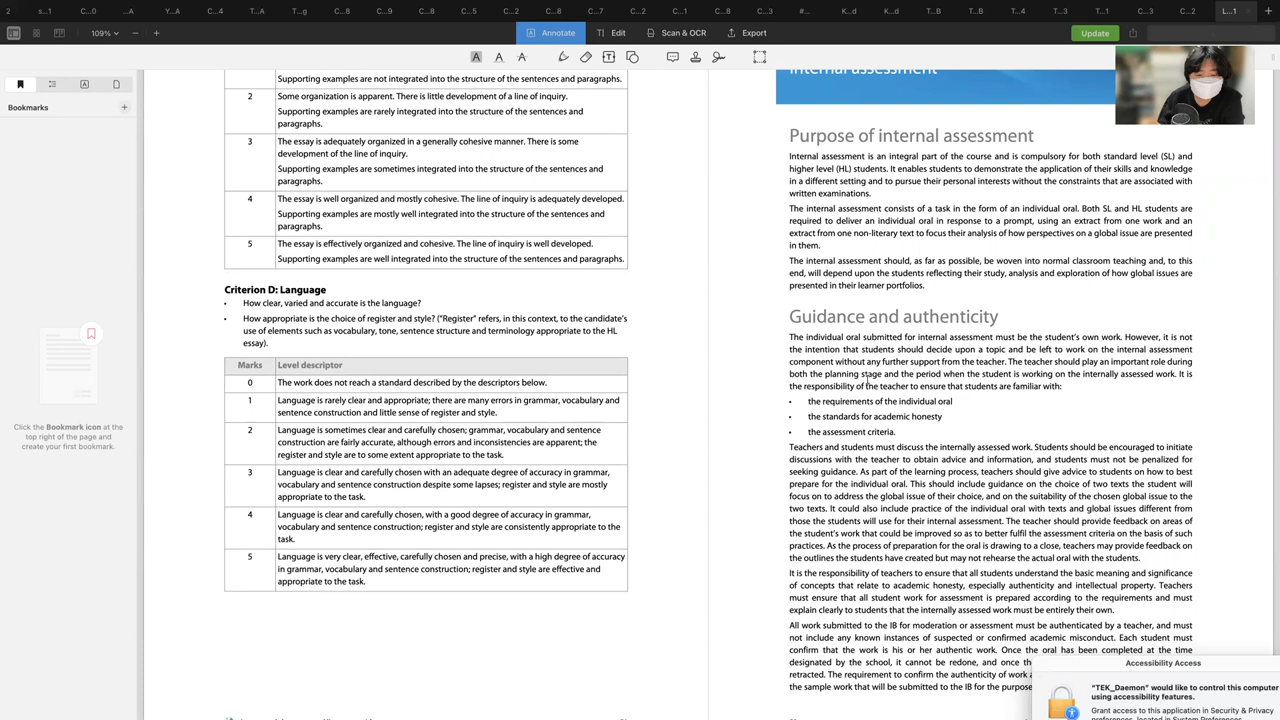 2
s...5
C...0
A
Y...A
C...4
T...g
C...5
S...8
C...6
C...7
C...2
C...8
C...1
C...8
C...3
#...
D...
C...A
C...9
C...3
C...2
L...1
109%
Annotate
Edit
Scan & OCR
Export
Update
Bookmarks
Click the Bookmark icon at the
top right of the page and
create your first bookmark.
Supporting examples are not integrated into the structure of the sentences and paragraphs.
2
Some organization is apparent. There is little development of a line of inquiry.
Supporting examples are rarely integrated into the structure of the sentences and
paragraphs.
3
The essay is adequately organized in a generally cohesive manner. There is some
development of the line of inquiry.
Supporting examples are sometimes integrated into the structure of the sentences and
paragraphs.
4
The essay is well organized and mostly cohesive. The line of inquiry is adequately developed.
Supporting examples are mostly well integrated into the structure of the sentences and
paragraphs.
5
The essay is effectively organized and cohesive. The line of inquiry is well developed.
Supporting examples are well integrated into the structure of the sentences and paragraphs.
Criterion D: Language
• How clear, varied and accurate is the language?
• How appropriate is the choice of register and style? ("Register" refers, in this context, to the candidate's
use of elements such as vocabulary, tone, sentence structure and terminology appropriate to the HL
essay).
Marks Level descriptor
0 The work does not reach a standard described by the descriptors below.
1 Language is rarely clear and appropriate; there are many errors in grammar, vocabulary and
sentence construction and little sense of register and style.
2 Language is sometimes clear and carefully chosen; grammar, vocabulary and sentence
construction are fairly accurate, although errors and inconsistencies are apparent; the
register and style are to some extent appropriate to the task.
3 Language is clear and carefully chosen with an adequate degree of accuracy in grammar,
vocabulary and sentence construction despite some lapses; register and style are mostly
appropriate to the task.
4 Language is clear and carefully chosen, with a good degree of accuracy in grammar,
vocabulary and sentence construction; register and style are consistently appropriate to the
task.
5 Language is very clear, effective, carefully chosen and precise, with a high degree of accuracy
in grammar, vocabulary and sentence construction; register and style are effective and
appropriate to the task.
Internal assessment
Purpose of internal assessment
Internal assessment is an integral part of the course and is compulsory for both standard level (SL) and
higher level (HL) students. It enables students to demonstrate the application of their skills and knowledge
in a different setting and to pursue their personal interests without the constraints that are associated with
written examinations.
The internal assessment consists of a task in the form of an individual oral. Both SL and HL students are
required to deliver an individual oral in response to a prompt, using an extract from one work and an
extract from one non-literary text to focus their analysis of how perspectives on a global issue are presented
in them.
The internal assessment should, as far as possible, be woven into normal classroom teaching and, to this
end, will depend upon the students reflecting their study, analysis and exploration of how global issues are
presented in their learner portfolios.
Guidance and authenticity
The individual oral submitted for internal assessment must be the student's own work. However, it is not
the intention that students should decide upon a topic and be left to work on the internal assessment
component without any further support from the teacher. The teacher should play an important role during
both the planning stage and the period when the student is working on the internally assessed work. It is
the responsibility of the teacher to ensure that students are familiar with:
• the requirements of the individual oral
• the standards for academic honesty
• the assessment criteria.
Teachers and students must discuss the internally assessed work. Students should be encouraged to initiate
discussions with the teacher to obtain advice and information, and students must not be penalized for
seeking guidance. As part of the learning process, teachers should give advice to students on how to best
prepare for the individual oral. This should include guidance on the choice of two texts the student will
focus on to address the global issue of their choice, and on the suitability of the chosen global issue to the
two texts. It could also include practice of the individual oral with texts and global issues different from
those the students will use for their internal assessment. The teacher should provide feedback on areas of
the student's work that could be improved so as to better fulfil the assessment criteria on the basis of such
practices. As the process of preparation for the oral is drawing to a close, teachers may provide feedback on
the outlines the students have created but may not rehearse the actual oral with the students.
It is the responsibility of teachers to ensure that all students understand the basic meaning and significance
of concepts that relate to academic honesty, especially authenticity and intellectual property. Teachers
must ensure that all student work for assessment is prepared according to the requirements and must
explain clearly to students that the internally assessed work must be entirely their own.
All work submitted to the IB for moderation or assessment must be authenticated by a teacher, and must
not include any known instances of suspected or confirmed academic misconduct. Each student must
confirm that the work is his or her authentic work. Once the oral has been completed at the time
designated by the school, it cannot be redone, and once the
retracted. The requirement to confirm the authenticity of work a
the sample work that will be submitted to the IB for the purpose
Accessibility Access
"TEK_Daemon" would like to control this computer
using accessibility features.
Grant access to this application in Security & Privacy
preferences, located in System Preferences.